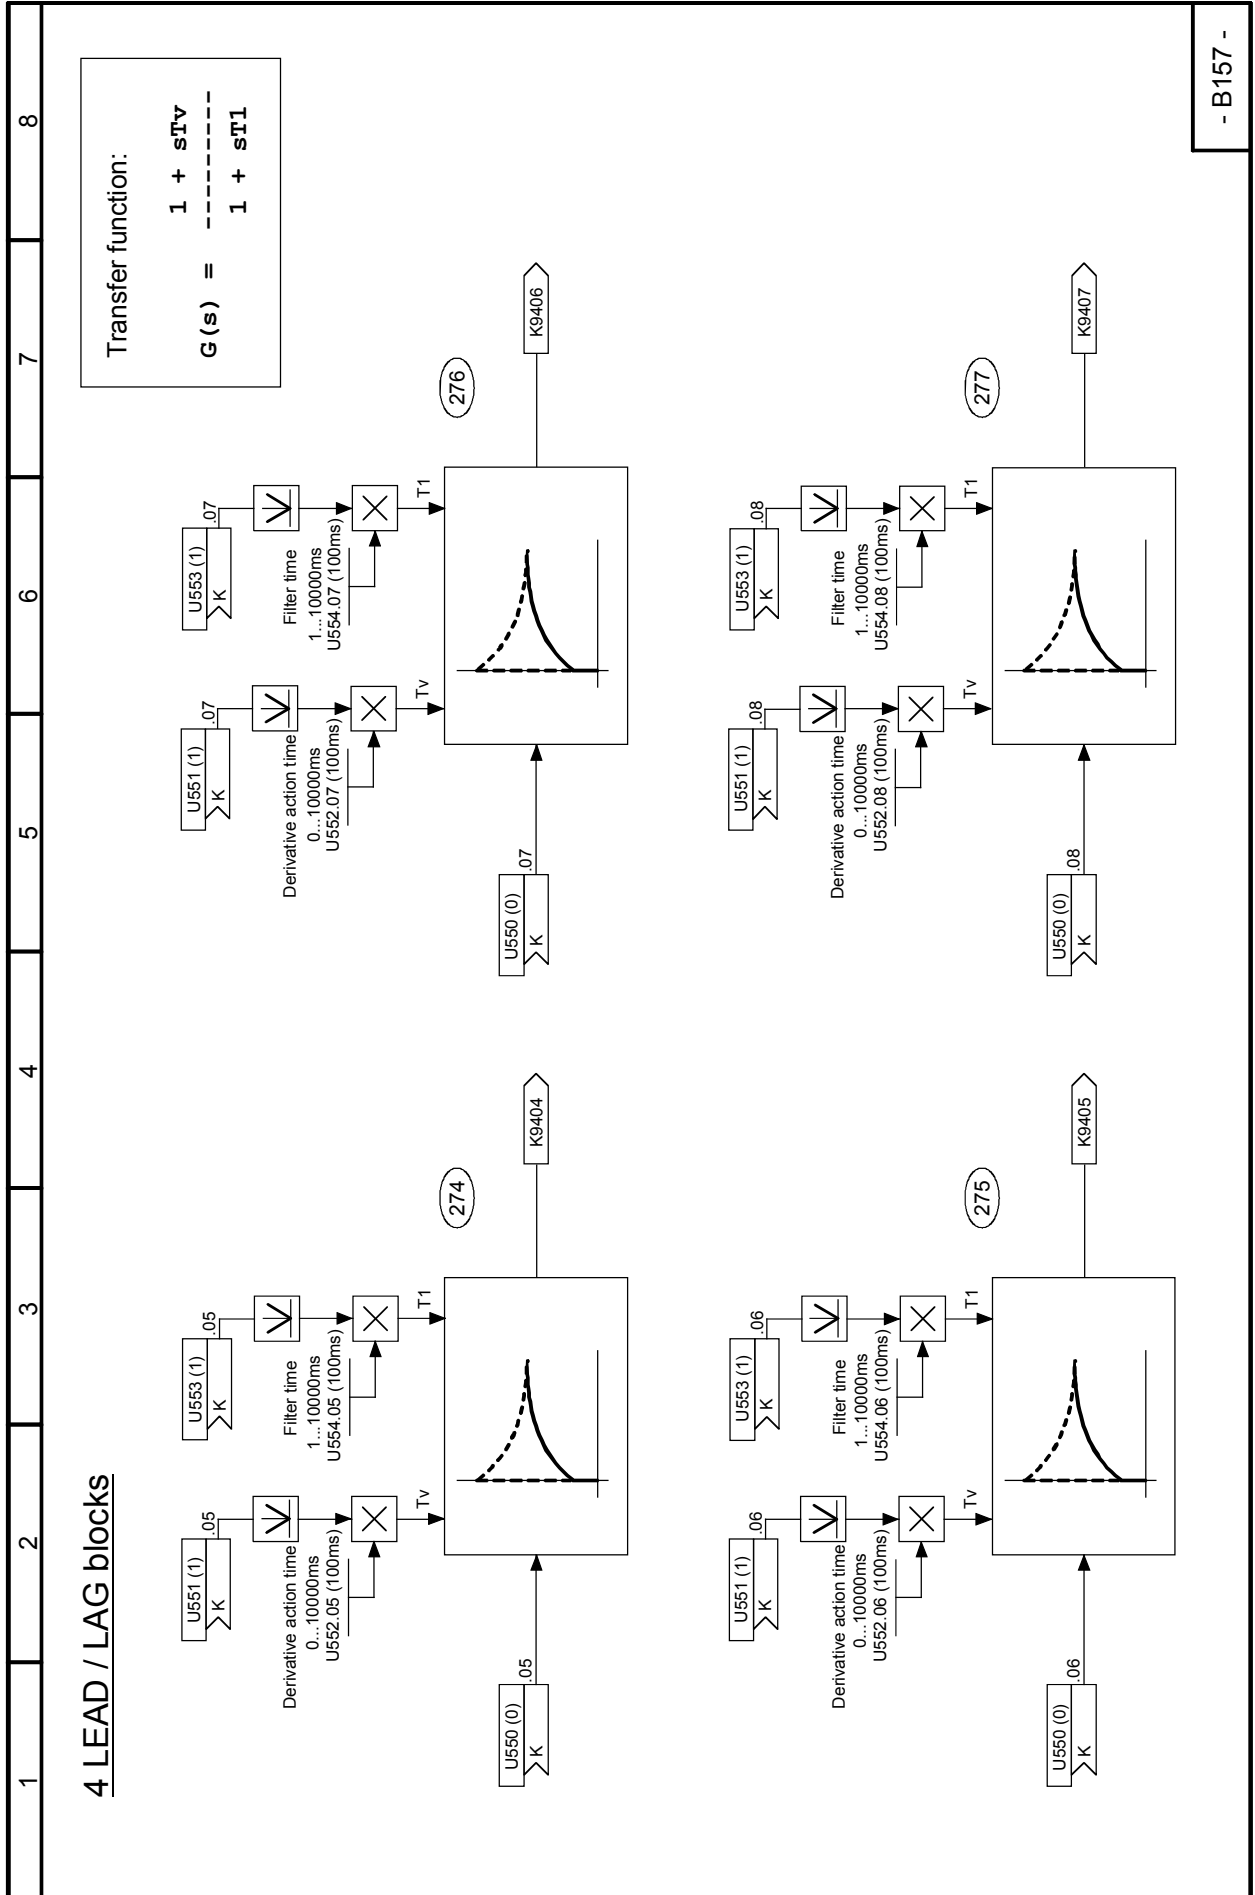 1 2 3 4 5 6 7 8
4 LEAD / LAG blocks
Transfer function:
1 + sTv
G(s) = ----------
1 + sT1
U551 (1)
K
.05
Derivative action time
0...10000ms
U552.05 (100ms)
Tv
U553 (1)
K
.05
Filter time
1...10000ms
U554.05 (100ms)
T1
U550 (0)
K
.05
274
K9404
U551 (1)
K
.07
Derivative action time
0...10000ms
U552.07 (100ms)
Tv
U553 (1)
K
.07
Filter time
1...10000ms
U554.07 (100ms)
T1
U550 (0)
K
.07
276
K9406
U551 (1)
K
.06
Derivative action time
0...10000ms
U552.06 (100ms)
Tv
U553 (1)
K
.06
Filter time
1...10000ms
U554.06 (100ms)
T1
U550 (0)
K
.06
275
K9405
U551 (1)
K
.08
Derivative action time
0...10000ms
U552.08 (100ms)
Tv
U553 (1)
K
.08
Filter time
1...10000ms
U554.08 (100ms)
T1
U550 (0)
K
.08
277
K9407
- B157 -